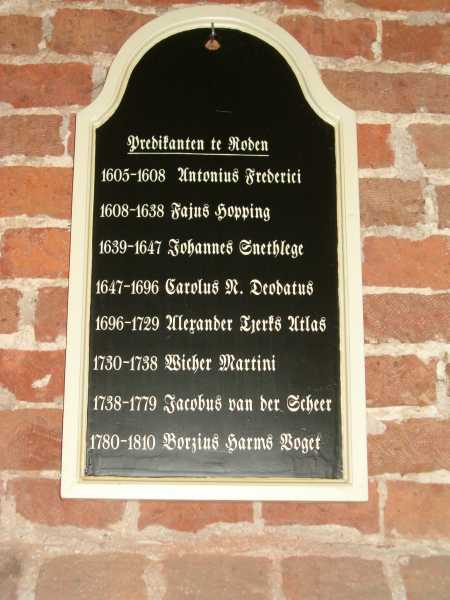 Predikanten te Roden
1605-1608 Antonius Frederici
1608-1638 Fajus Hopping
1639-1647 Johannes Snethlege
1647-1696 Carolus N. Deodatus
1696-1729 Alexander Tjerks Atlas
1730-1738 Wicher Martini
1738-1779 Jacobus van der Scheer
1780-1810 Borzius Harms Voget